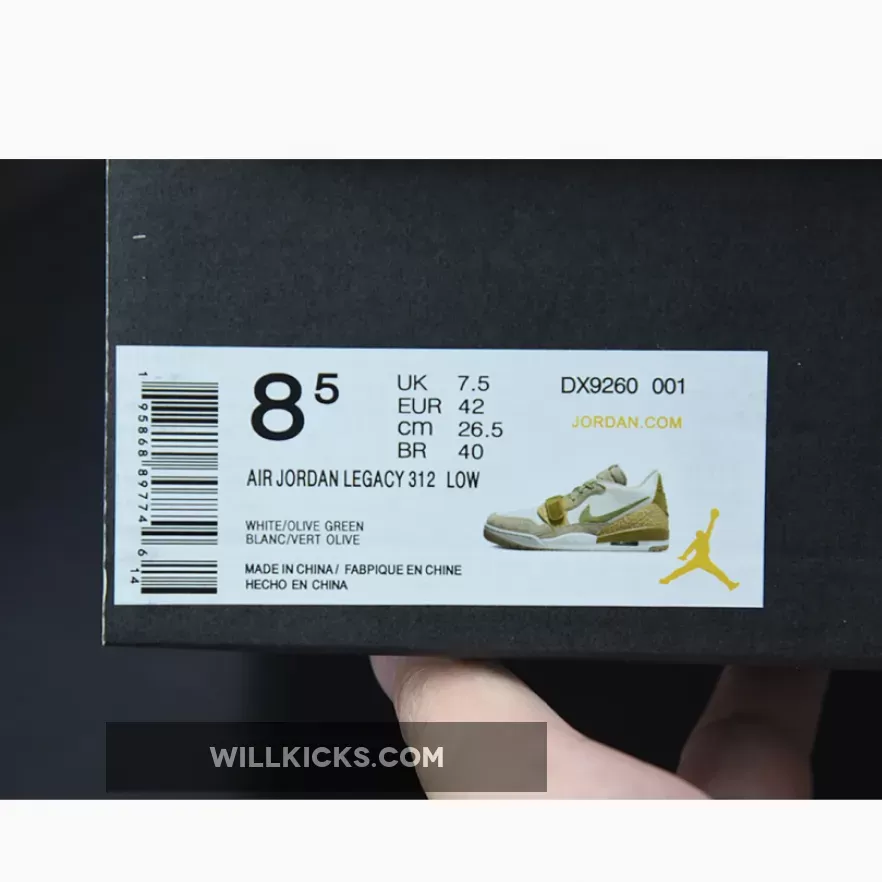 1 95868 89774 6 14
8 5
UK 7.5
EUR 42
cm 26.5
BR 40
DX9260 001
JORDAN.COM
AIR JORDAN LEGACY 312 LOW
WHITE/OLIVE GREEN
BLANC/VERT OLIVE
MADE IN CHINA / FABPIQUE EN CHINE
HECHO EN CHINA
WILLKICKS.COM